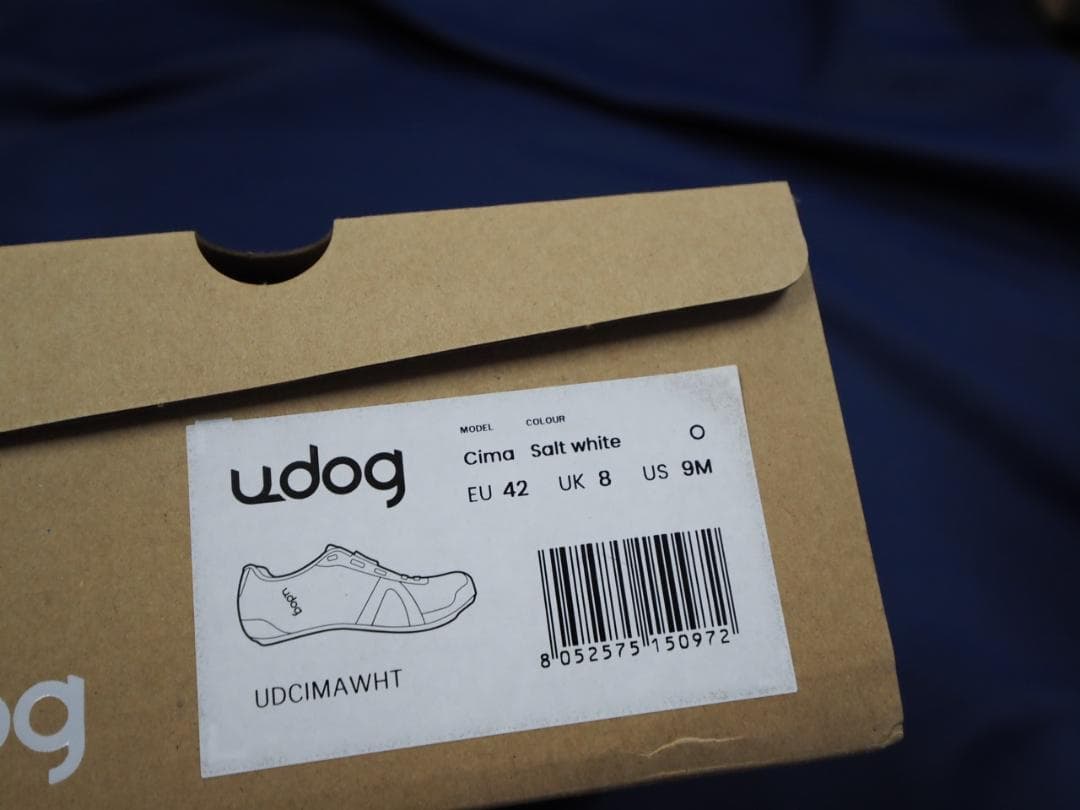 udog
MODEL COLOUR
Cima Salt white
EU 42 UK 8 US 9M
udog
UDCIMAWHT
8 052575 150972
og